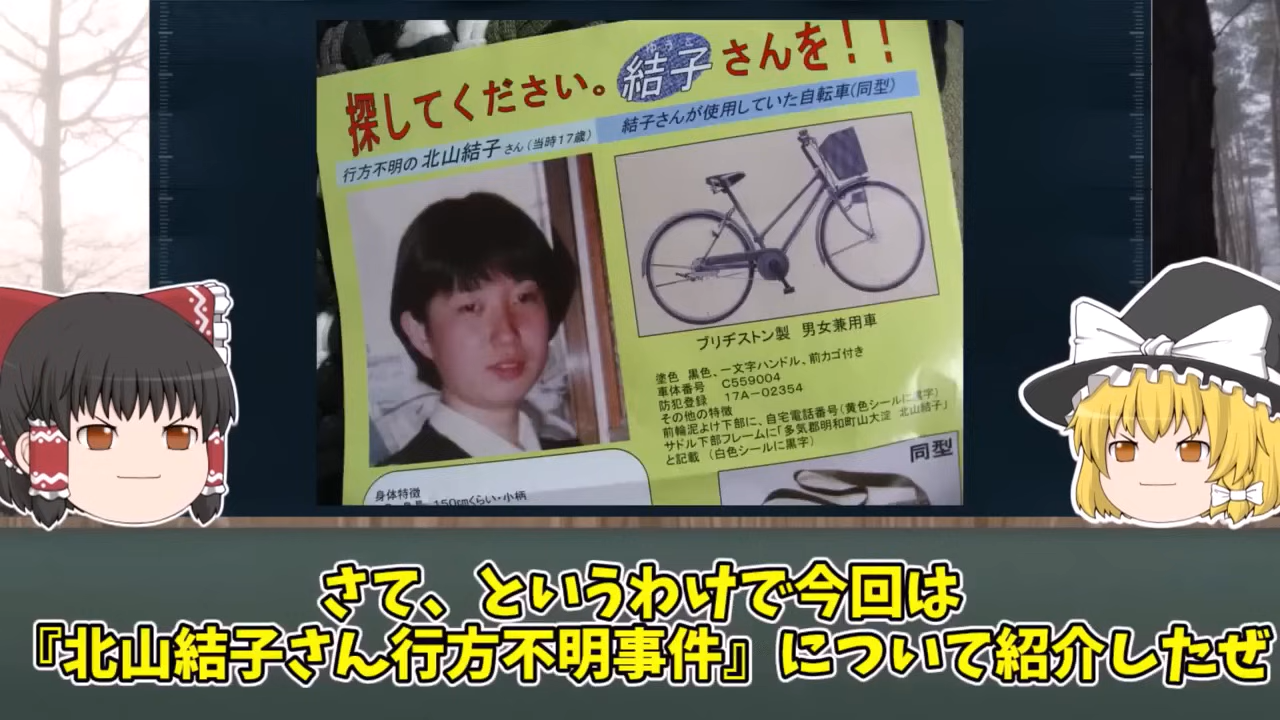 探してください。結子さんを!!
ゆうこ
行方不明の北山結子さん(当時17歳)
結子さんが使用していた自転車(同型)
ブリヂストン製 男女兼用車
塗色 黒色、一文字ハンドル、前カゴ付き
車体番号 C559004
防犯登録 17A-02354
その他の特徴
前輪泥よけ下部に、自宅電話番号(黄色シールに黒字)
サドル下部フレームに「多気郡明和町山大淀 北山結子」
と記載 (白色シールに黒字)
同型
身体特徴
150cmくらい・小柄
さて、というわけで今回は
『北山結子さん行方不明事件』について紹介したぜ